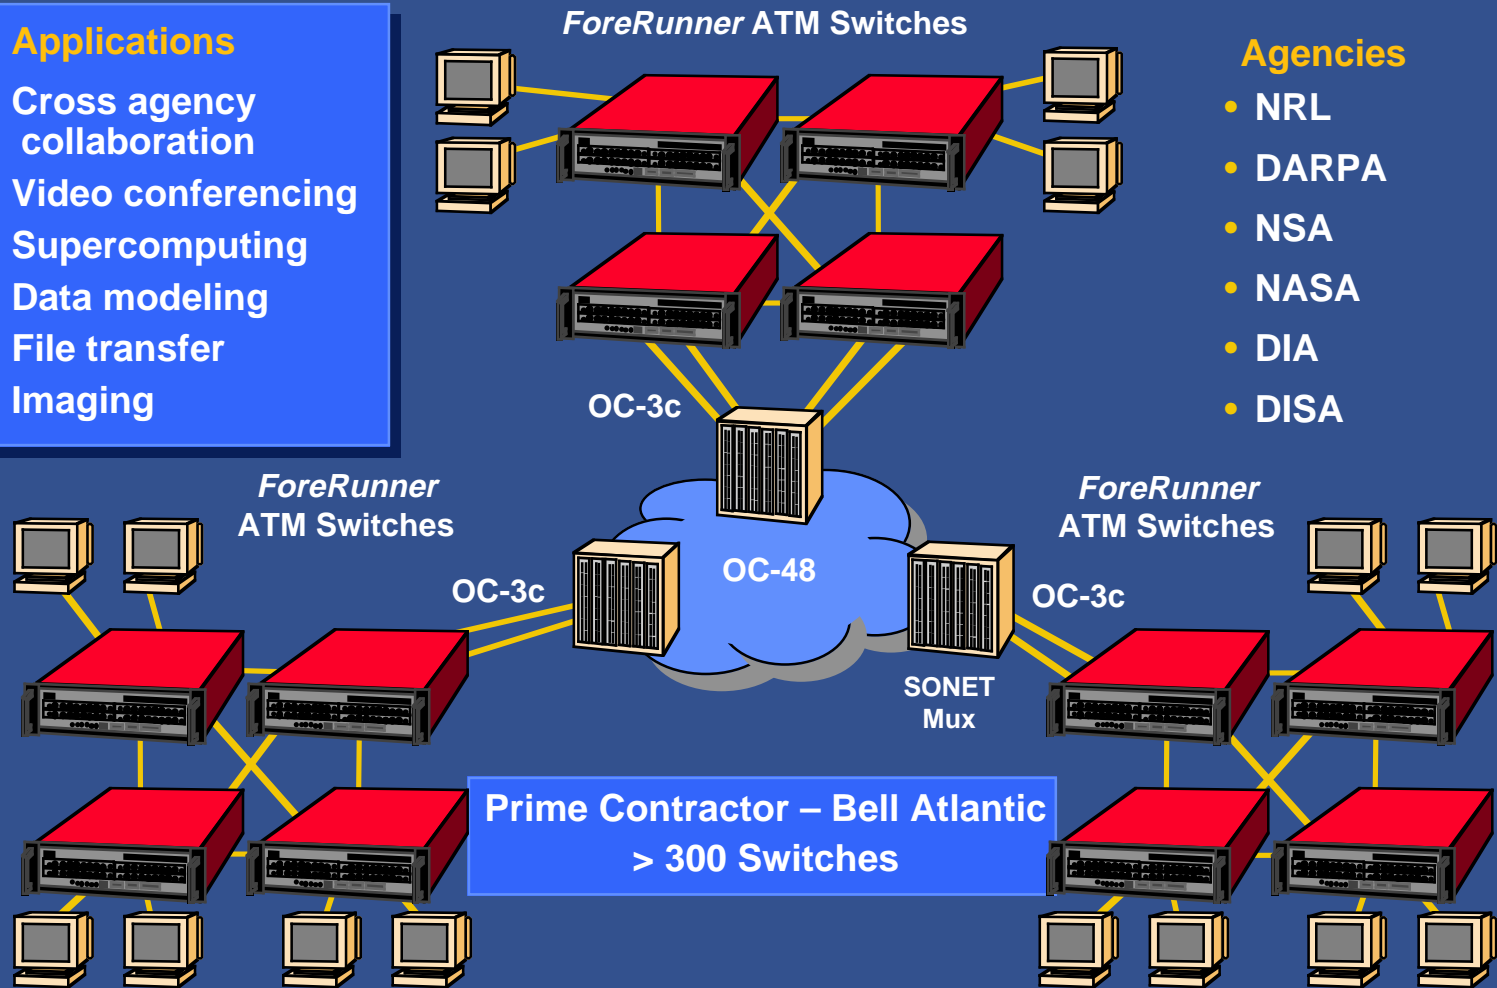 Applications
Cross agency
collaboration
Video conferencing
Supercomputing
Data modeling
File transfer
Imaging
ForeRunner ATM Switches
Agencies
• NRL
• DARPA
• NSA
• NASA
• DIA
• DISA
OC-3c
ForeRunner
ATM Switches
OC-3c
OC-48
ForeRunner
ATM Switches
OC-3c
SONET
Mux
Prime Contractor – Bell Atlantic
> 300 Switches